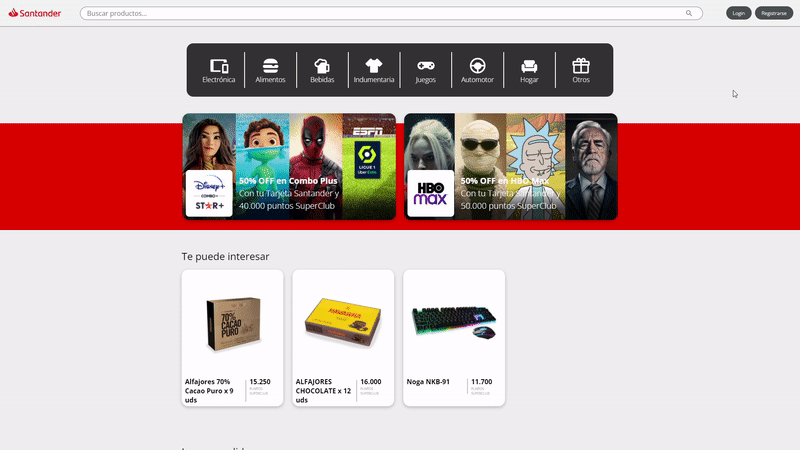 Santander
Buscar productos...
Login
Registrarse
Electrónica
Alimentos
Bebidas
Indumentaria
Juegos
Automotor
Hogar
Otros
ESPN
LIGUE 1
Uber Eats
Disney+
COMBO+
STAR+
50% OFF en Combo Plus
Con tu Tarjeta Santander y
40.000 puntos SuperClub
HBO
max
50% OFF en HBO Max
Con tu Tarjeta Santander y
50.000 puntos SuperClub
Te puede interesar
70%
CACAO
PURO
Alfajores 70%
Cacao Puro x 9
uds
15.250
PUNTOS
SUPERCLUB
HAVANNA
ALFAJORES
CHOCOLATE x 12
uds
16.000
PUNTOS
SUPERCLUB
Noga NKB-91
11.700
PUNTOS
SUPERCLUB